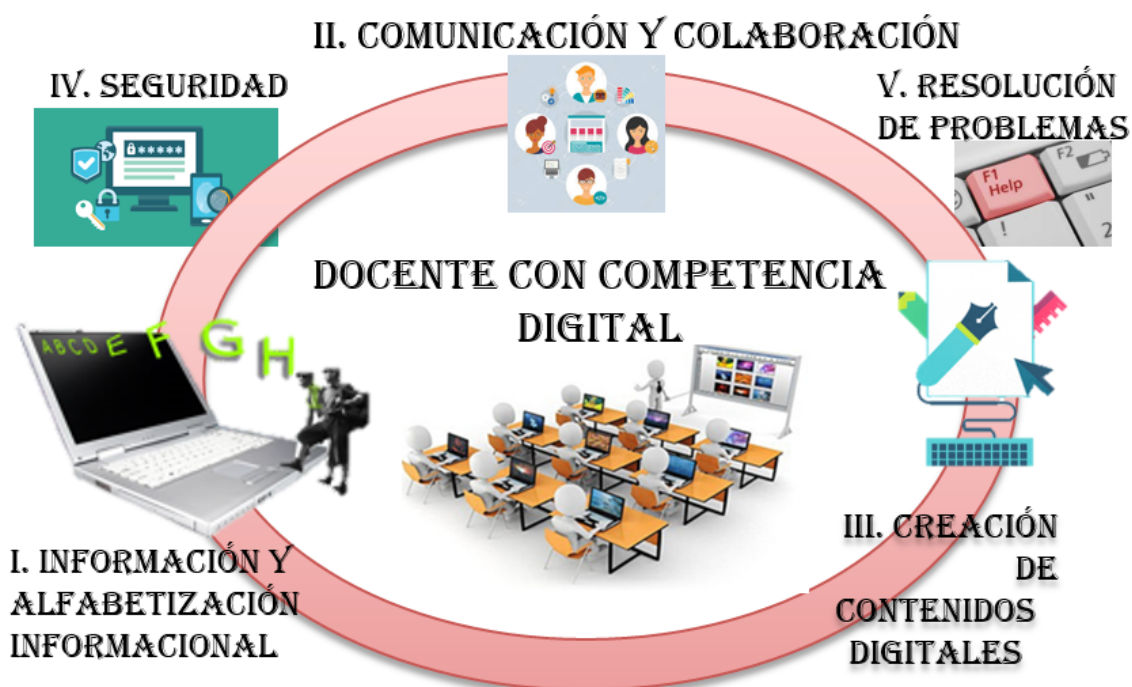 II. COMUNICACIÓN Y COLABORACIÓN
IV. SEGURIDAD
V. RESOLUCIÓN
DE PROBLEMAS
*****
F1
Help
F2
!
"
2
DOCENTE CON COMPETENCIA
DIGITAL
A B C D E F G H
I. INFORMACIÓN Y
ALFABETIZACIÓN
INFORMACIONAL
III. CREACIÓN
DE
CONTENIDOS
DIGITALES